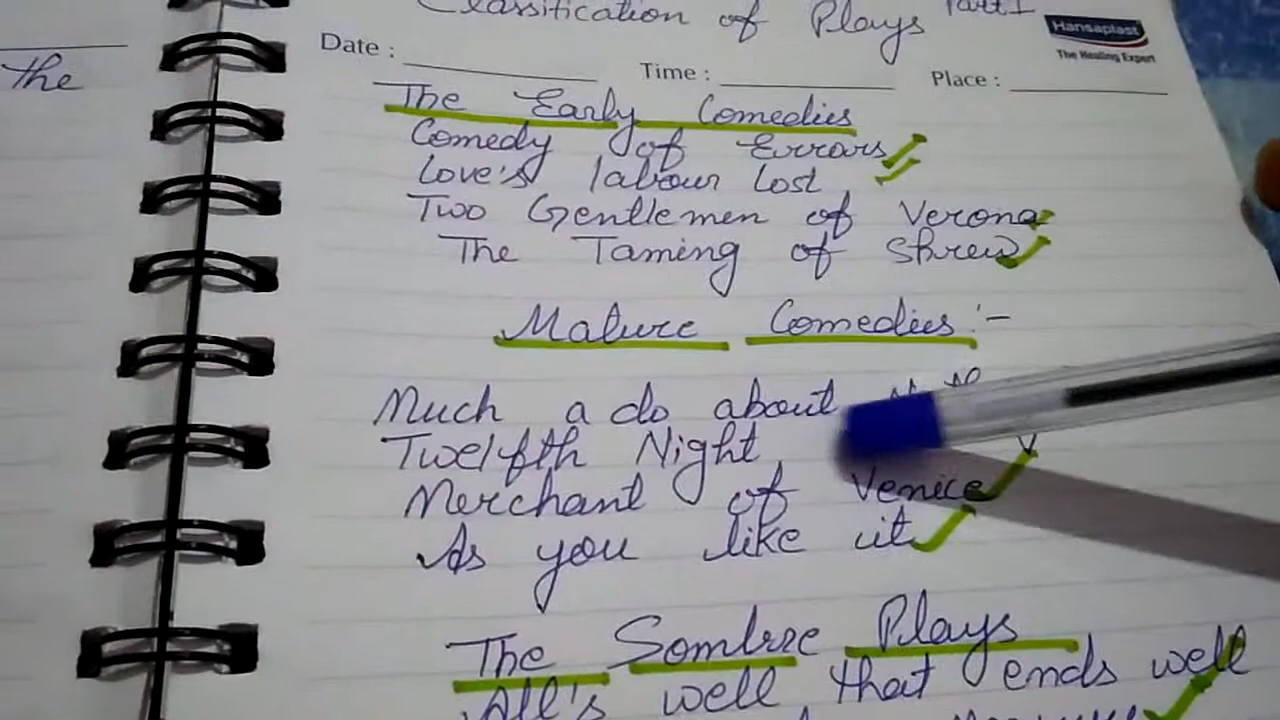 Classification of Plays Part I
Hansaplast
The Healing Expert
the
Date :
Time :
Place :
The Early Comedies
Comedy of Errors
Love's labour Lost
Two Gentlemen of Verona
The Taming of Shrew
Mature Comedies :-
Much a do about
Twelfth Night
Merchant of Venice
As you like it
The Sombre Plays
All's well that ends well